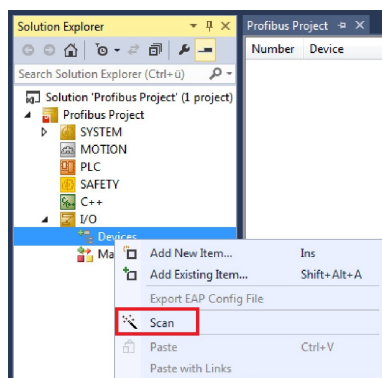 Solution Explorer
Profibus Project
Number Device
Search Solution Explorer (Ctrl+ü)
Solution 'Profibus Project' (1 project)
Profibus Project
SYSTEM
MOTION
PLC
SAFETY
C++
I/O
Devices
Ma
Add New Item... Ins
Add Existing Item... Shift+Alt+A
Export EAP Config File
Scan
Paste Ctrl+V
Paste with Links